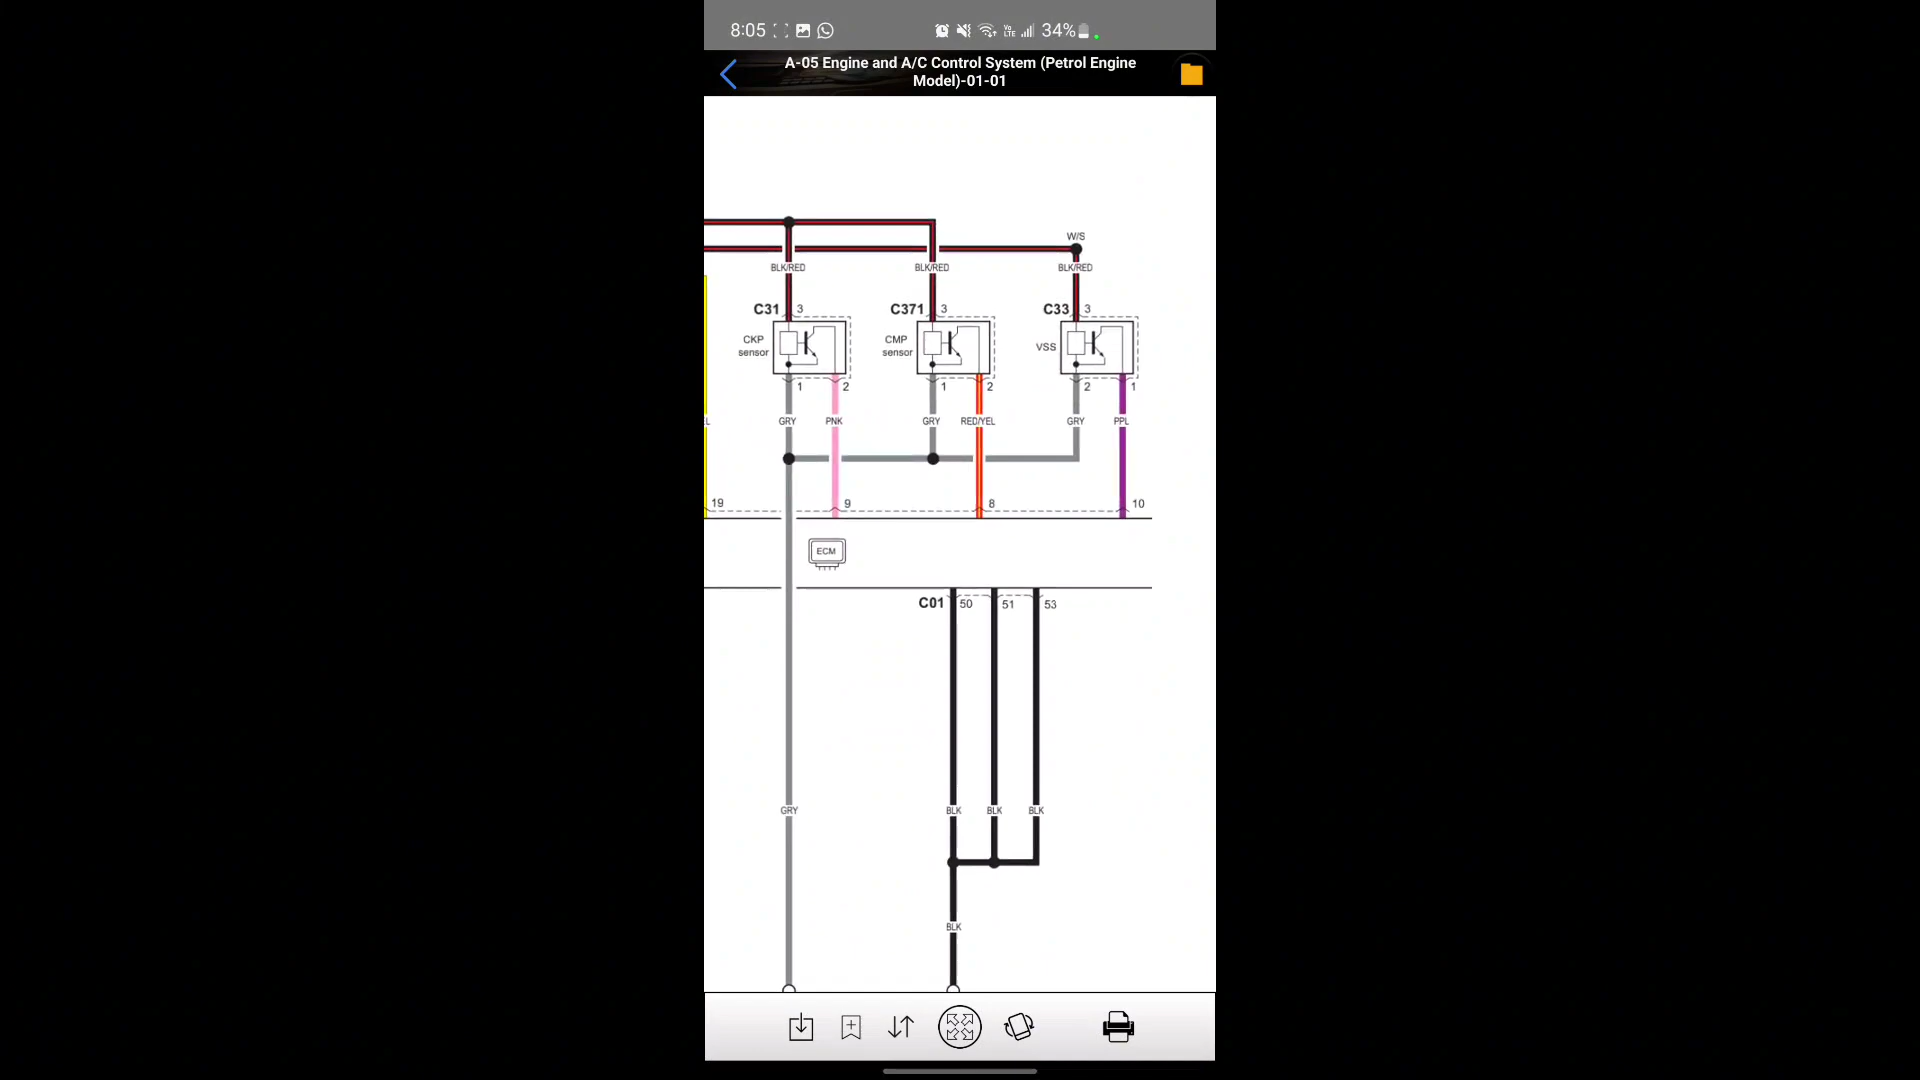 8:05
Vo
LTE
34%
A-05 Engine and A/C Control System (Petrol Engine
Model)-01-01
W/S
BLK/RED BLK/RED BLK/RED
C31 3 C371 3 C33 3
CKP
sensor
CMP
sensor
VSS
1 2 1 2 2 1
GRY PNK GRY RED/YEL GRY PPL
19 9 8 10
ECM
C01 50 51 53
GRY BLK BLK BLK
BLK